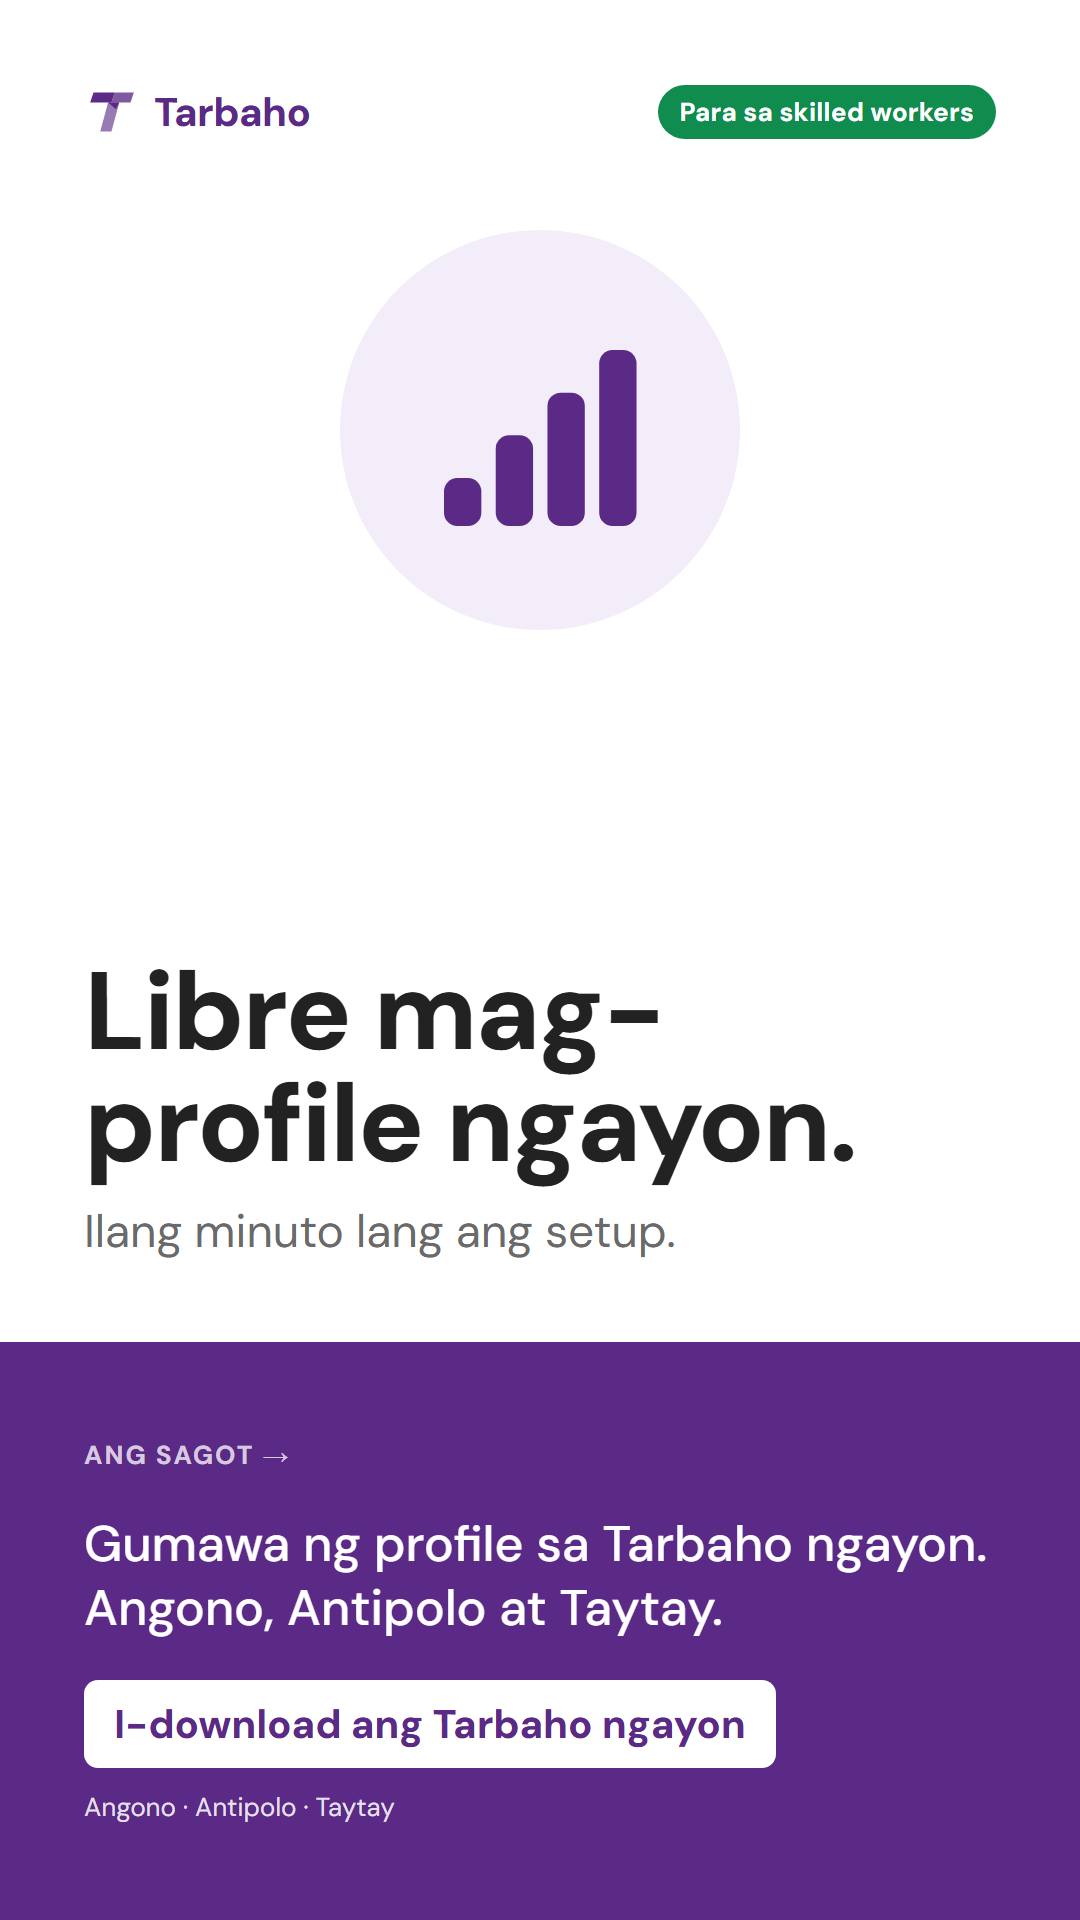 Tarbaho
Para sa skilled workers
Libre mag-
profile ngayon.
Ilang minuto lang ang setup.
ANG SAGOT →
Gumawa ng profile sa Tarbaho ngayon.
Angono, Antipolo at Taytay.
I-download ang Tarbaho ngayon
Angono · Antipolo · Taytay